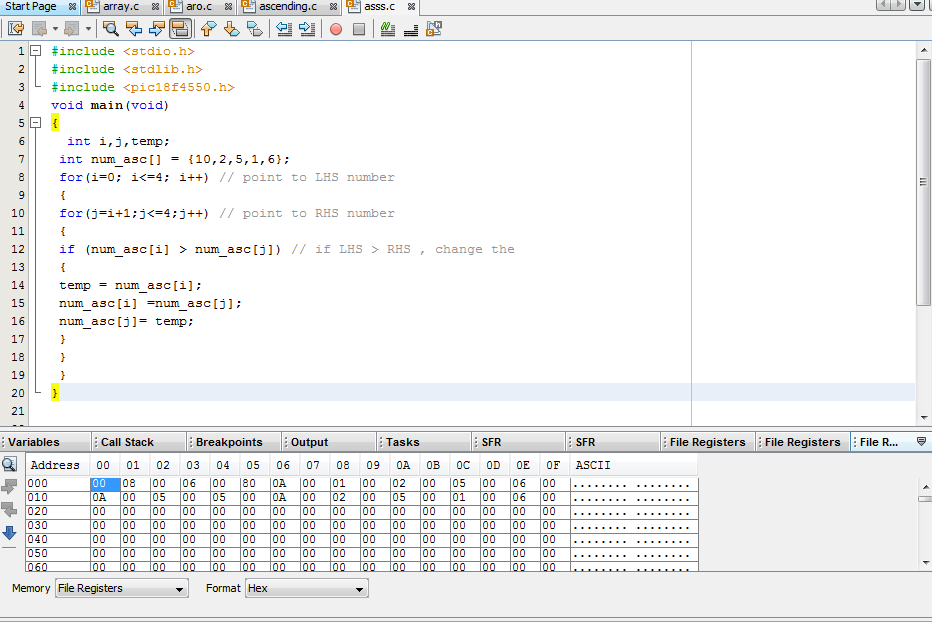 Start Page array.c aro.c ascending.c asss.c
1 #include <stdio.h>
2 #include <stdlib.h>
3 #include <pic18f4550.h>
4 void main(void)
5 {
6 int i,j,temp;
7 int num_asc[] = {10,2,5,1,6};
8 for(i=0; i<=4; i++) // point to LHS number
9 {
10 for(j=i+1;j<=4;j++) // point to RHS number
11 {
12 if (num_asc[i] > num_asc[j]) // if LHS > RHS , change the
13 {
14 temp = num_asc[i];
15 num_asc[i] =num_asc[j];
16 num_asc[j]= temp;
17 }
18 }
19 }
20 }
21
Variables Call Stack Breakpoints Output Tasks SFR SFR File Registers File Registers File R...
Address 00 01 02 03 04 05 06 07 08 09 0A 0B 0C 0D 0E 0F ASCII
000 00 08 00 06 00 80 0A 00 01 00 02 00 05 00 06 00 ........ ........
010 0A 00 05 00 05 00 0A 00 02 00 05 00 01 00 06 00 ........ ........
020 00 00 00 00 00 00 00 00 00 00 00 00 00 00 00 00 ........ ........
030 00 00 00 00 00 00 00 00 00 00 00 00 00 00 00 00 ........ ........
040 00 00 00 00 00 00 00 00 00 00 00 00 00 00 00 00 ........ ........
050 00 00 00 00 00 00 00 00 00 00 00 00 00 00 00 00 ........ ........
060 00 00 00 00 00 00 00 00 00 00 00 00 00 00 00 00 ........ ........
Memory File Registers Format Hex